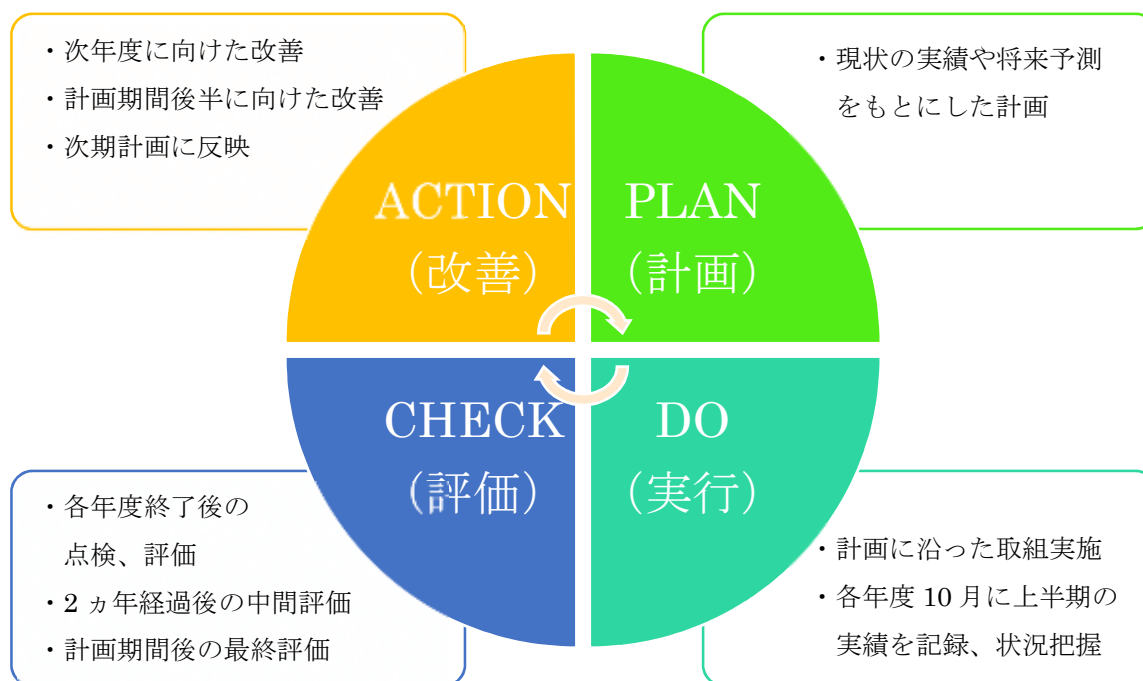 ・次年度に向けた改善
・計画期間後半に向けた改善
・次期計画に反映
・現状の実績や将来予測
をもとにした計画
ACTION
（改善）
PLAN
（計画）
CHECK
（評価）
DO
（実行）
・各年度終了後の
点検、評価
・2 ヵ年経過後の中間評価
・計画期間後の最終評価
・計画に沿った取組実施
・各年度 10 月に上半期の
実績を記録、状況把握